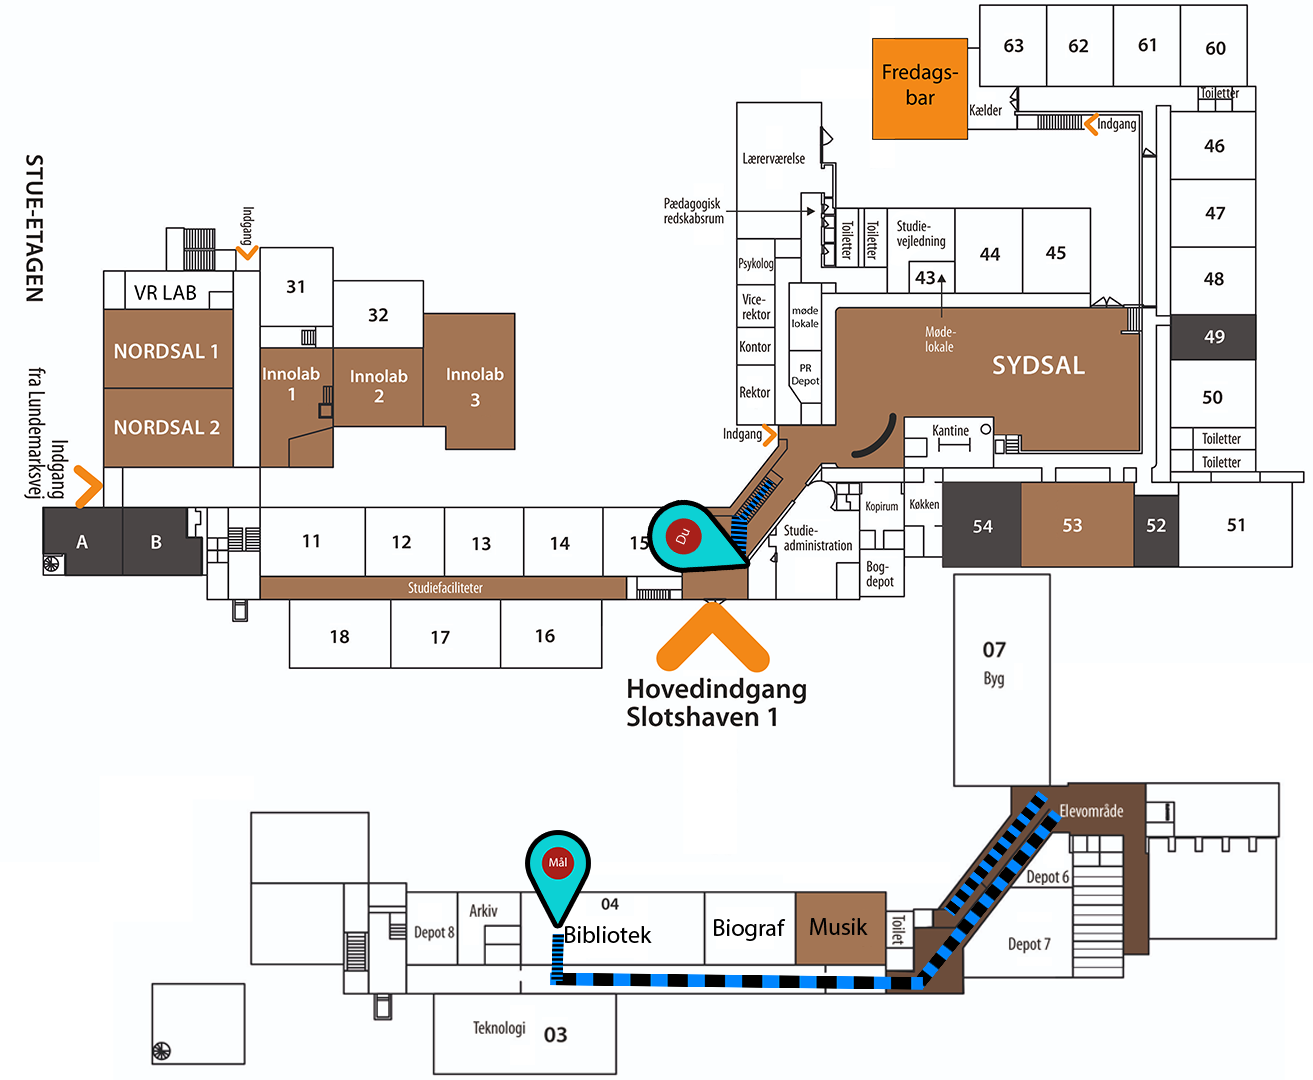 63
62
61
60
Fredags-
bar
Kælder
Toiletter
Indgang
46
Lærerværelse
STUE-ETAGEN
Pædagogisk
redskabsrum
47
Indgang
Toiletter
Toiletter
Studie-
vejledning
44
45
43
Psykolog
48
31
VR LAB
Vice-
rektor
møde
lokale
32
Møde-
lokale
49
NORDSAL 1
Kontor
SYDSAL
Innolab
1
Innolab
2
Innolab
3
PR
Depot
Rektor
50
NORDSAL 2
Indgang
Kantine
Toiletter
Toiletter
Indgang
fra Lundemarksvej
Kopirum
Køkken
A
B
11
12
13
14
15
Du
Studie-
administration
54
53
52
51
Bog-
depot
Studiefaciliteter
18
17
16
07
Byg
Hovedindgang
Slotshaven 1
Elevområde
Mål
Depot 6
04
Arkiv
Depot 8
Bibliotek
Biograf
Musik
Toilet
Depot 7
Teknologi
03